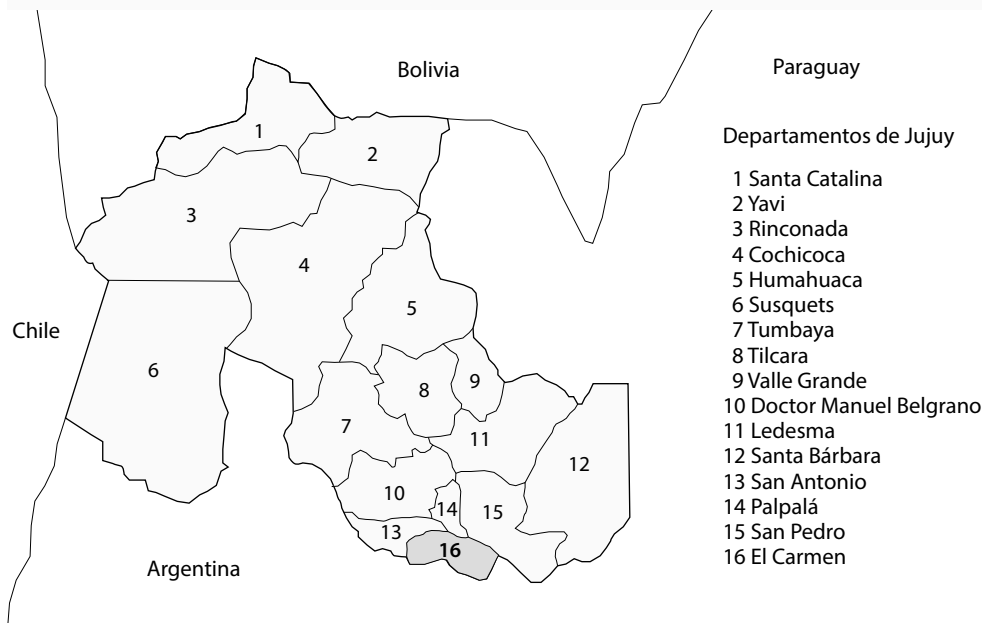 Bolivia
Paraguay
1
2
3
4
5
6
7
8
9
10
11
12
13
14
15
16
Chile
Argentina
Departamentos de Jujuy
1 Santa Catalina
2 Yavi
3 Rinconada
4 Cochicoca
5 Humahuaca
6 Susquets
7 Tumbaya
8 Tilcara
9 Valle Grande
10 Doctor Manuel Belgrano
11 Ledesma
12 Santa Bárbara
13 San Antonio
14 Palpalá
15 San Pedro
16 El Carmen